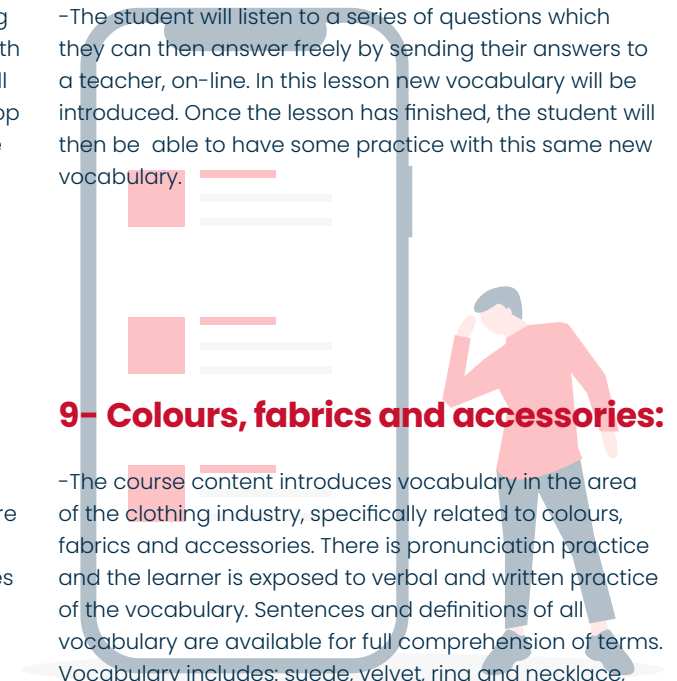 g
th
ll
op
e
re
es
-The student will listen to a series of questions which
they can then answer freely by sending their answers to
a teacher, on-line. In this lesson new vocabulary will be
introduced. Once the lesson has finished, the student will
then be  able to have some practice with this same new
vocabulary.
9- Colours, fabrics and accessories:
-The course content introduces vocabulary in the area
of the clothing industry, specifically related to colours,
fabrics and accessories. There is pronunciation practice
and the learner is exposed to verbal and written practice
of the vocabulary. Sentences and definitions of all
vocabulary are available for full comprehension of terms.
Vocabulary includes: suede, velvet, ring and necklace,